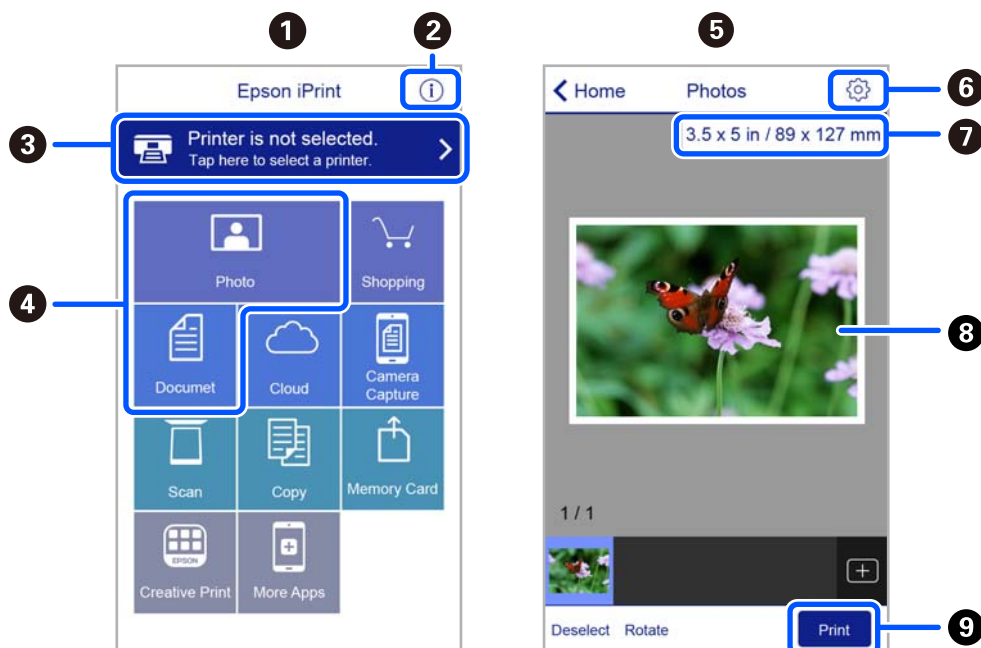 1
2
5
Epson iPrint
i
Home
Photos
6
3
Printer is not selected.
Tap here to select a printer.
3.5 x 5 in / 89 x 127 mm
7
Photo
Shopping
4
Documet
Cloud
Camera
Capture
8
Scan
Copy
Memory Card
1 / 1
EPSON
Creative Print
More Apps
Deselect
Rotate
Print
9